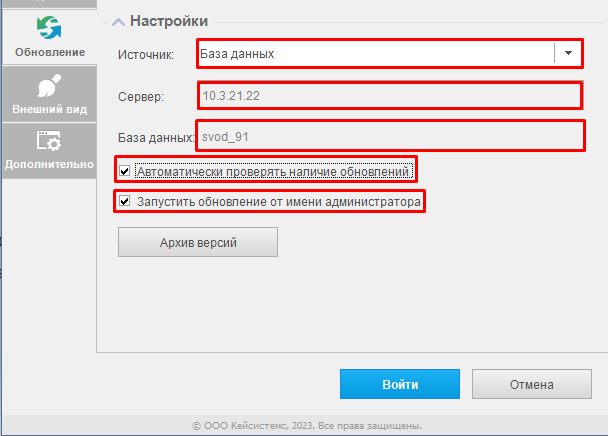 Настройки
Обновление
Источник: База данных
Внешний вид
Сервер: 10.3.21.22
База данных: svod_91
Дополнительно
Автоматически проверять наличие обновлений
Запустить обновление от имени администратора
Архив версий
Войти Отмена
© ООО Кейсистемс, 2023. Все права защищены.